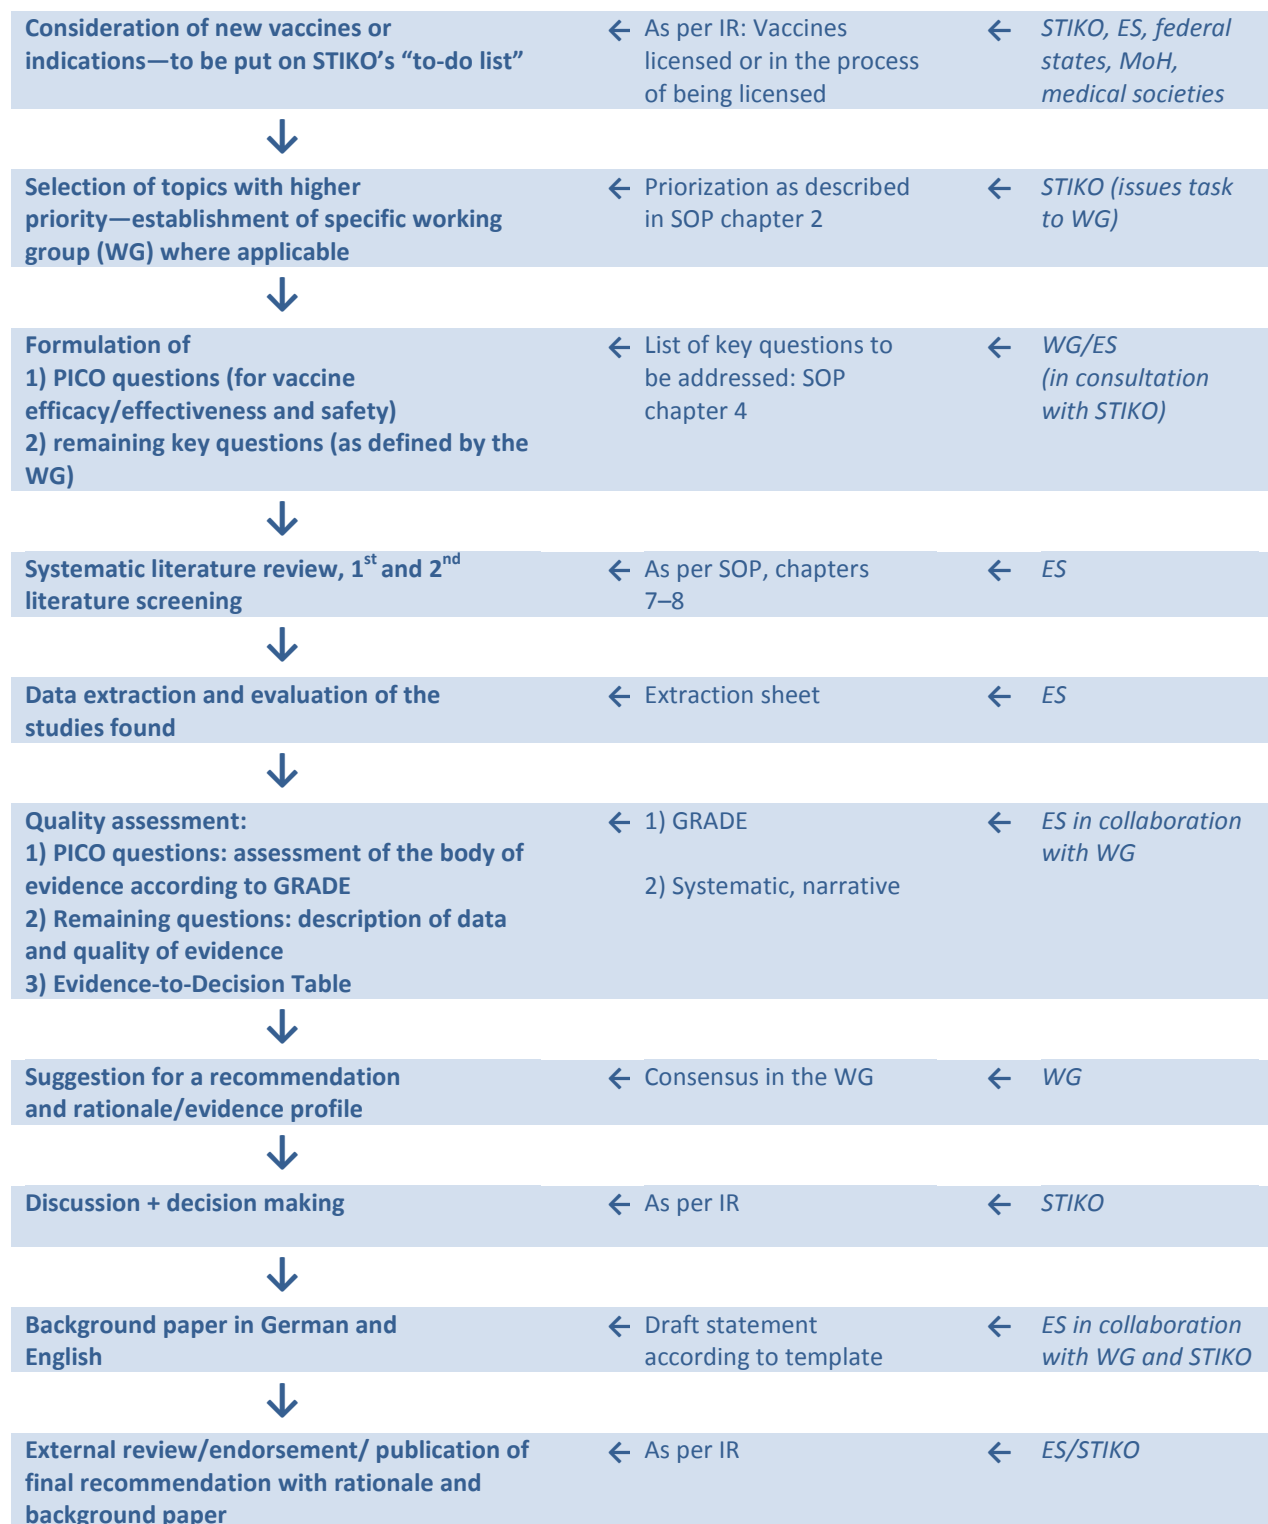 Consideration of new vaccines or
indications—to be put on STIKO’s “to-do list”
← As per IR: Vaccines
licensed or in the process
of being licensed
← STIKO, ES, federal
states, MoH,
medical societies
↓
Selection of topics with higher
priority—establishment of specific working
group (WG) where applicable
← Priorization as described
in SOP chapter 2
← STIKO (issues task
to WG)
↓
Formulation of
1) PICO questions (for vaccine
efficacy/effectiveness and safety)
2) remaining key questions (as defined by the
WG)
← List of key questions to
be addressed: SOP
chapter 4
← WG/ES
(in consultation
with STIKO)
↓
Systematic literature review, 1st and 2nd
literature screening
← As per SOP, chapters
7–8
← ES
↓
Data extraction and evaluation of the
studies found
← Extraction sheet
← ES
↓
Quality assessment:
1) PICO questions: assessment of the body of
evidence according to GRADE
2) Remaining questions: description of data
and quality of evidence
3) Evidence-to-Decision Table
← 1) GRADE
2) Systematic, narrative
← ES in collaboration
with WG
↓
Suggestion for a recommendation
and rationale/evidence profile
← Consensus in the WG
← WG
↓
Discussion + decision making
← As per IR
← STIKO
↓
Background paper in German and
English
← Draft statement
according to template
← ES in collaboration
with WG and STIKO
↓
External review/endorsement/ publication of
final recommendation with rationale and
background paper
← As per IR
← ES/STIKO